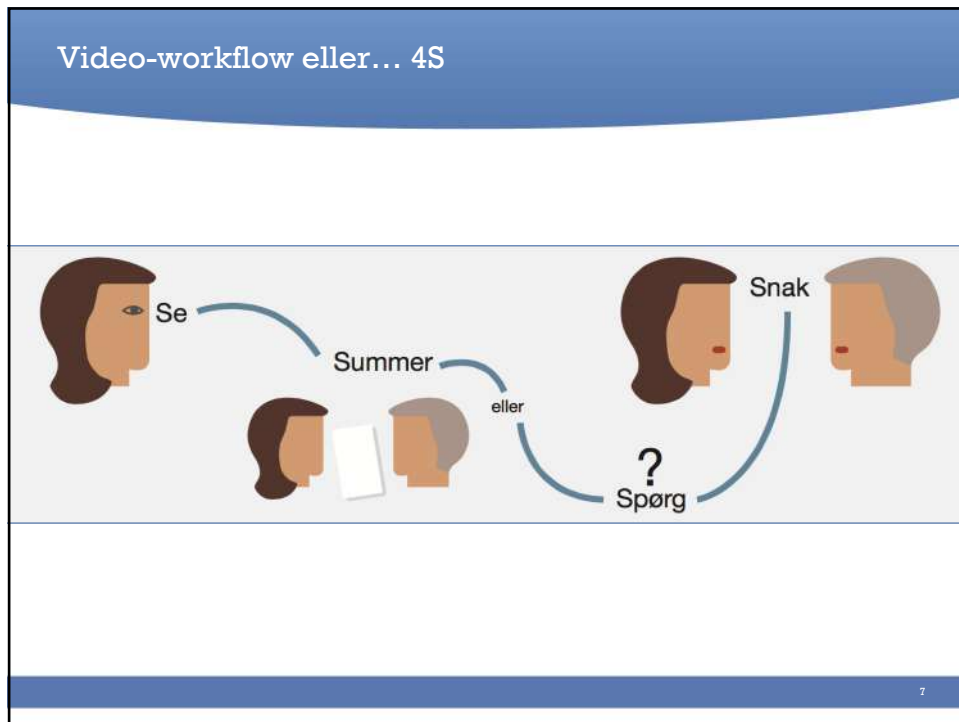 Video-workflow eller… 4S
Se
Summer
eller
?
Spørg
Snak
7